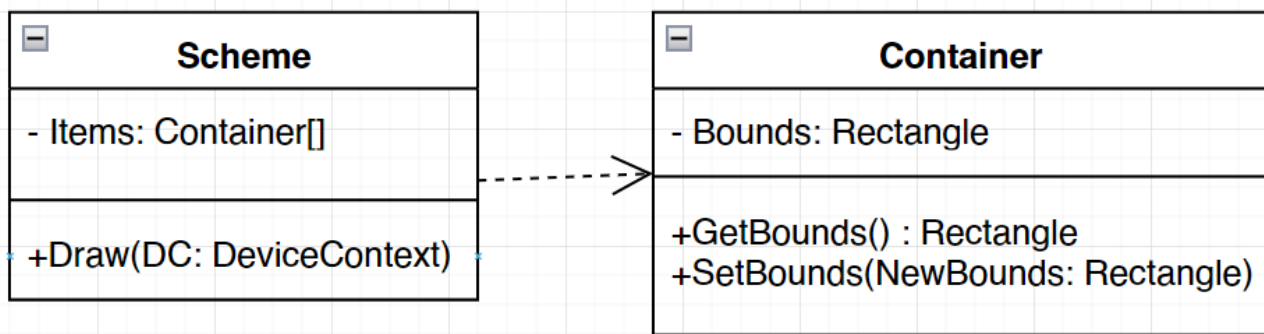 Scheme
- Items: Container[]
+Draw(DC: DeviceContext)
Container
- Bounds: Rectangle
+GetBounds() : Rectangle
+SetBounds(NewBounds: Rectangle)